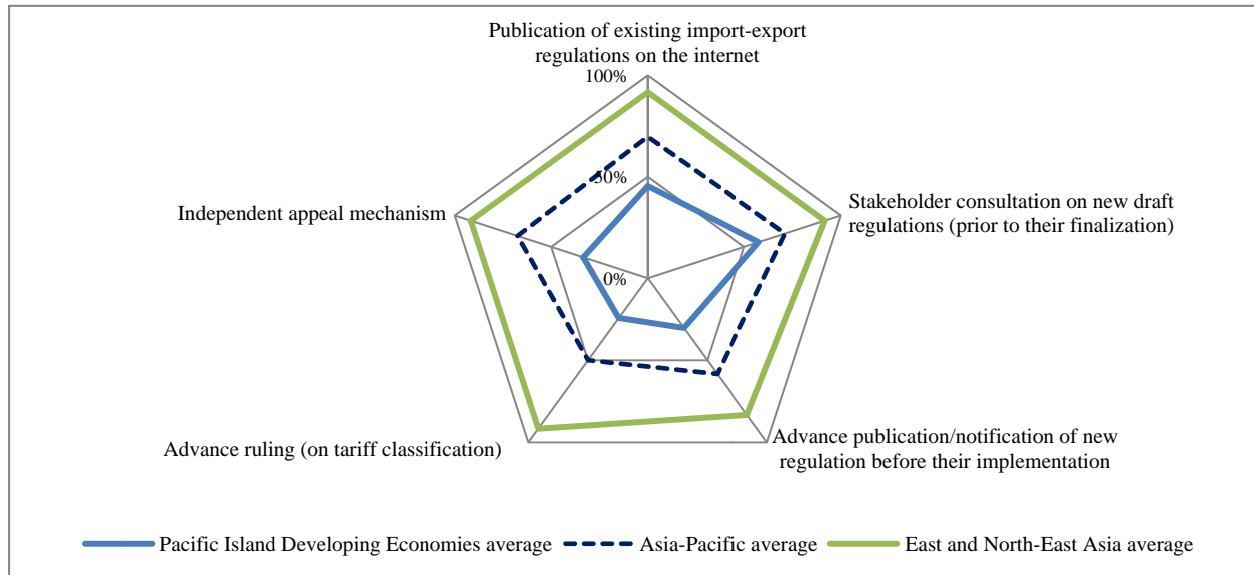 Publication of existing import-export
regulations on the internet
100%
50%
0%
Stakeholder consultation on new draft
regulations (prior to their finalization)
Independent appeal mechanism
Advance ruling (on tariff classification)
Advance publication/notification of new
regulation before their implementation
Pacific Island Developing Economies average
Asia-Pacific average
East and North-East Asia average